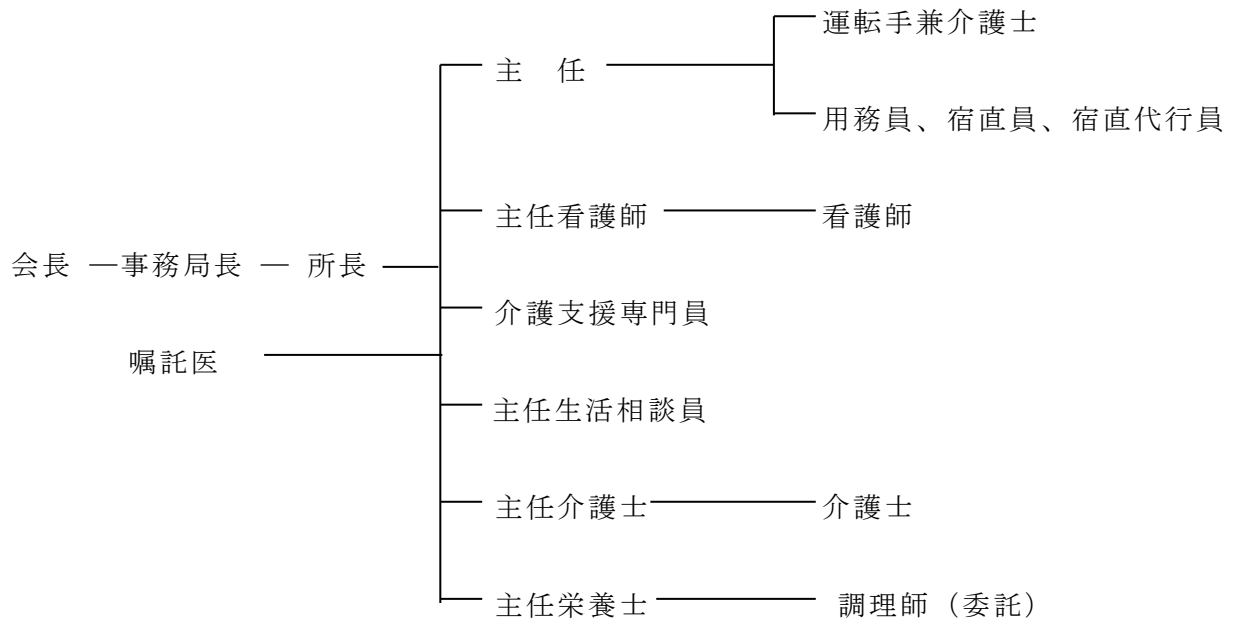 運転手兼介護士
主　任
用務員、宿直員、宿直代行員
主任看護師 看護師
会長 ―事務局長 ― 所長
介護支援専門員
嘱託医
主任生活相談員
主任介護士 介護士
主任栄養士 調理師（委託）